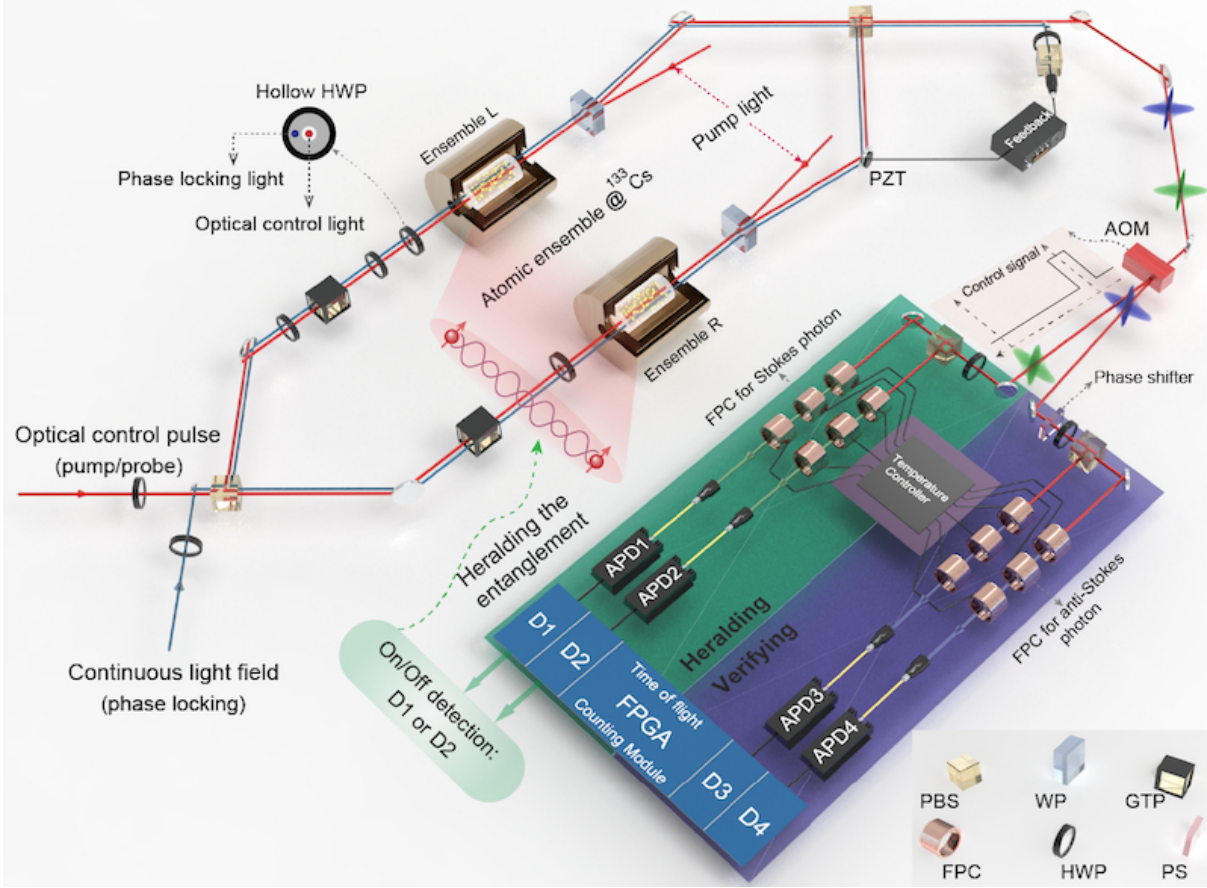 Hollow HWP
Phase locking light
Optical control light
Ensemble L
Pump light
Atomic ensemble @ ¹³³Cs
Ensemble R
PZT
Feedback
AOM
Control signal
Phase shifter
FPC for Stokes photon
Temperature
Controller
FPC for anti-Stokes
photon
Optical control pulse
(pump/probe)
Continuous light field
(phase locking)
Heralding the
entanglement
On/Off detection:
D1 or D2
APD1
APD2
Heralding
Verifying
APD3
APD4
D1
D2
Time of flight
FPGA
Counting Module
D3
D4
PBS
WP
GTP
FPC
HWP
PS